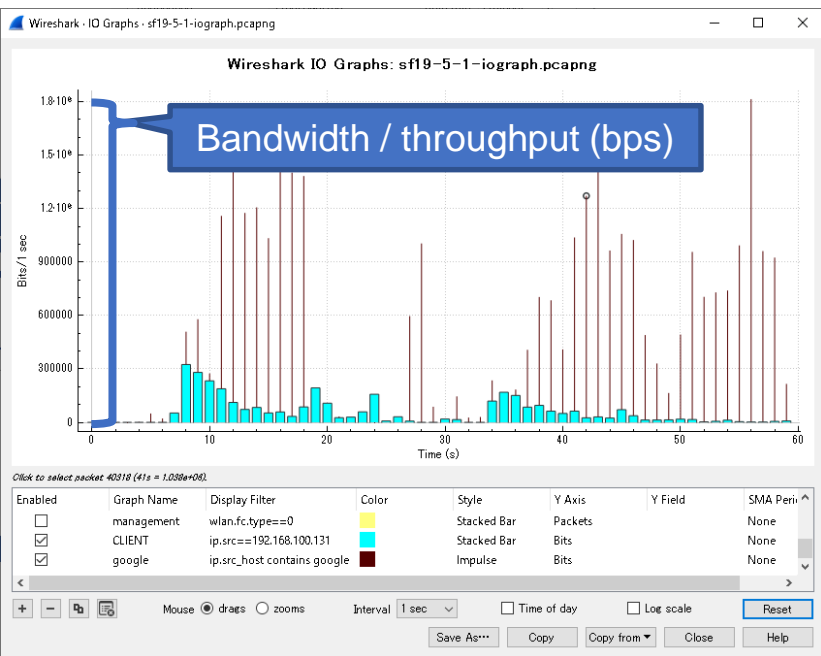 Wireshark · IO Graphs · sf19-5-1-iograph.pcapng
Wireshark IO Graphs: sf19-5-1-iograph.pcapng
Bandwidth / throughput (bps)
1.8·10⁶
1.5·10⁶
1.2·10⁶
900000
600000
300000
0
Bits/1 sec
0 10 20 30 40 50 60
Time (s)
Click to select packet 40318 (41s = 1.038e+06).
Enabled Graph Name Display Filter Color Style Y Axis Y Field SMA Peri
management wlan.fc.type==0 Stacked Bar Packets None
CLIENT ip.src==192.168.100.131 Stacked Bar Bits None
google ip.src_host contains google Impulse Bits None
+ − Mouse drags zooms Interval 1 sec Time of day Log scale Reset
Save As··· Copy Copy from Close Help